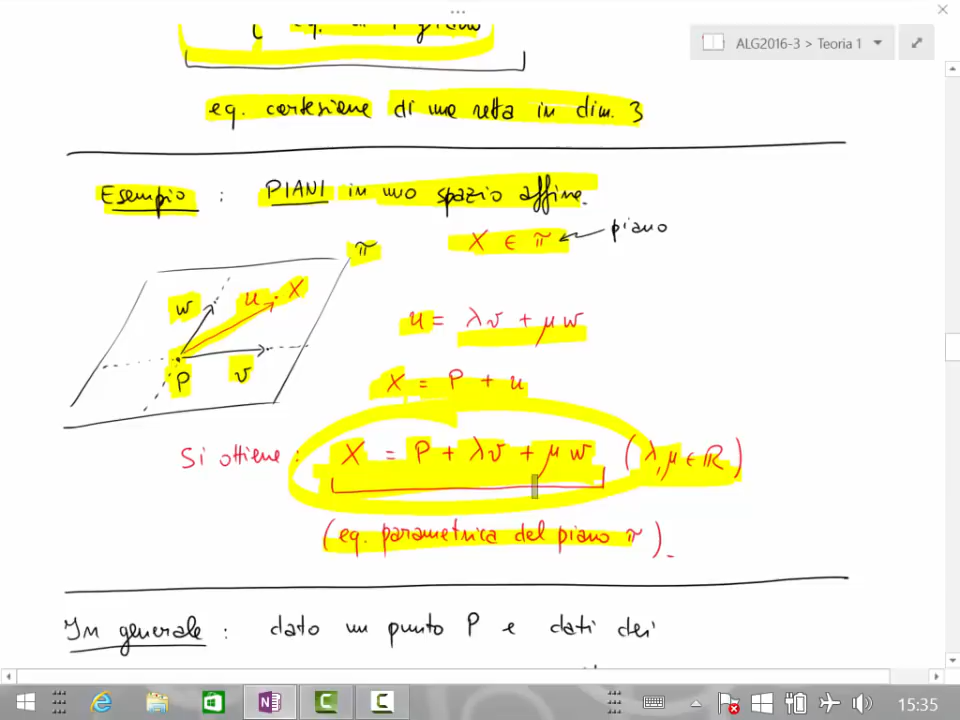 ALG2016-3 > Teoria 1
eq. cartesiane di una retta in dim. 3
Esempio : PIANI in uno spazio affine.
X ∈ π ← piano
π
w u X
P v
u = λv + μw
X = P + u
Si ottiene: X = P + λv + μw (λ, μ ∈ ℝ)
(eq. parametrica del piano π).
In generale : dato un punto P e dati dei
15:35